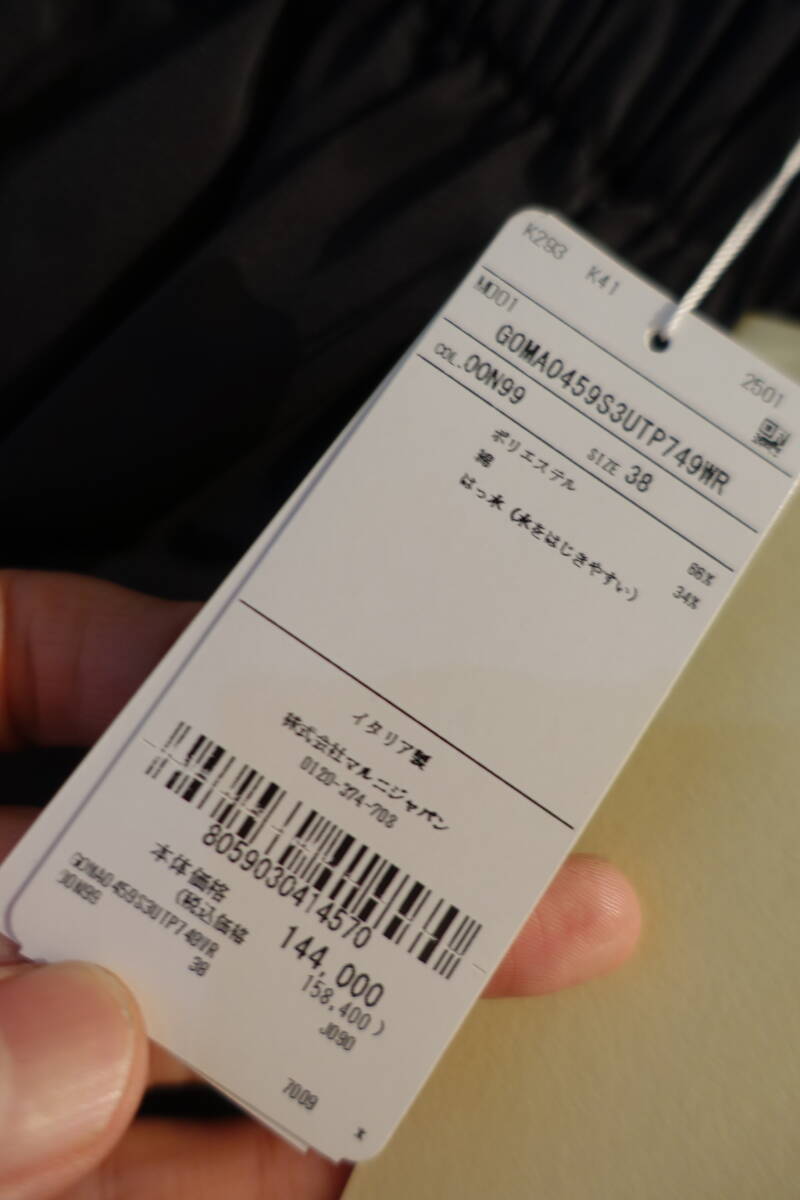 K293 K41
M001 2501
GOMA0459S3UTP749WR
COL. 00N99 SIZE 38
ポリエステル 66%
綿 34%
はっ水(水をはじきやすい)
イタリア製
株式会社マルニジャパン
0120-374-708
8059030414570
本体価格 144,000
(税込価格 158,400)
GOMA0459S3UTP749WR J090
00N99 38
7009